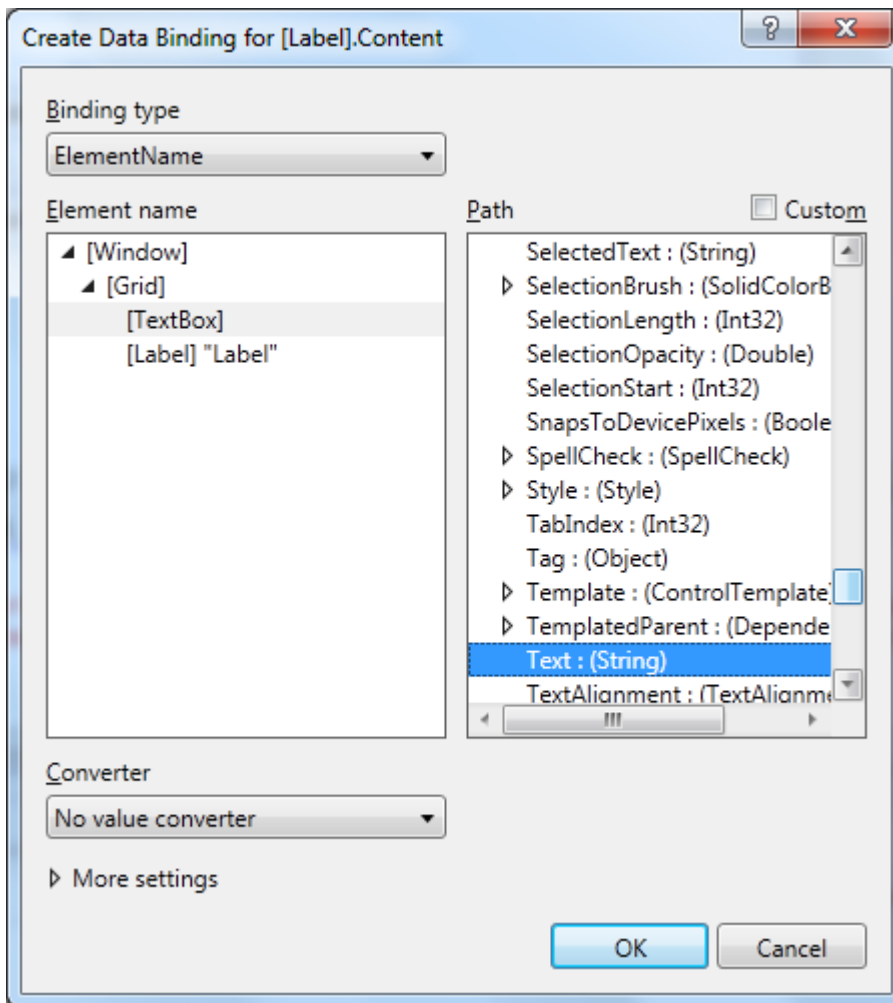 Create Data Binding for [Label].Content
Binding type
ElementName
Element name
[Window]
[Grid]
[TextBox]
[Label] "Label"
Path
Custom
SelectedText : (String)
SelectionBrush : (SolidColorB
SelectionLength : (Int32)
SelectionOpacity : (Double)
SelectionStart : (Int32)
SnapsToDevicePixels : (Boole
SpellCheck : (SpellCheck)
Style : (Style)
TabIndex : (Int32)
Tag : (Object)
Template : (ControlTemplate)
TemplatedParent : (Depende
Text : (String)
TextAlignment : (TextAlignme
Converter
No value converter
More settings
OK
Cancel